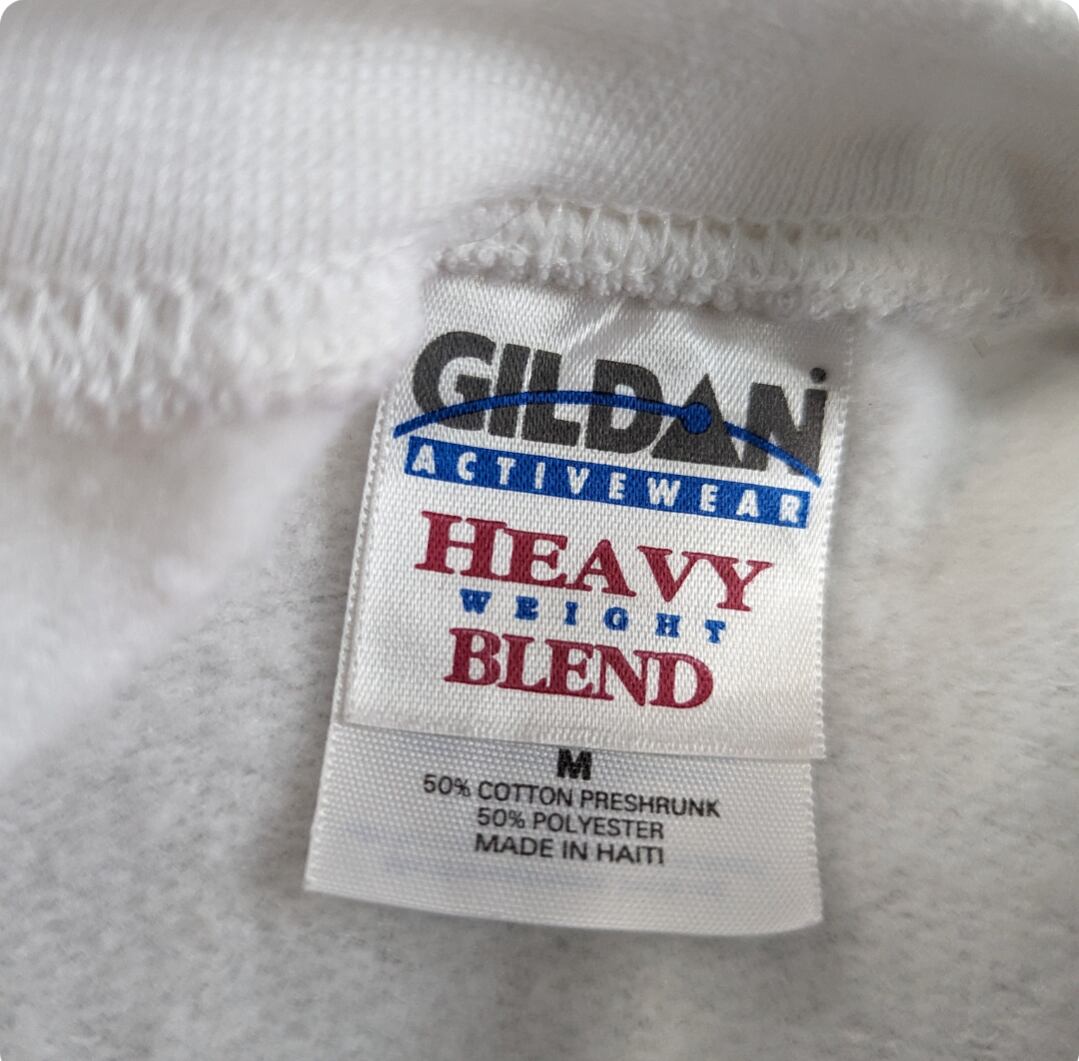 GILDAN
ACTIVEWEAR
HEAVY
WEIGHT
BLEND
M
50% COTTON PRESHRUNK
50% POLYESTER
MADE IN HAITI